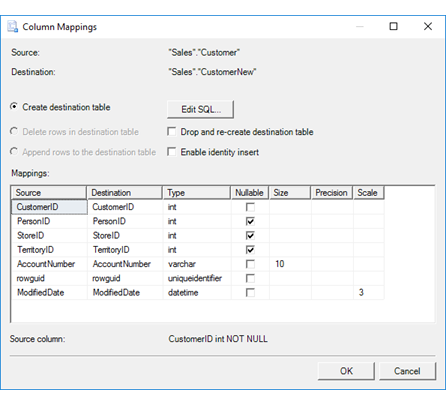 Column Mappings
Source: "Sales"."Customer"
Destination: "Sales"."CustomerNew"
Create destination table Edit SQL...
Delete rows in destination table Drop and re-create destination table
Append rows to the destination table Enable identity insert
Mappings:
Source Destination Type Nullable Size Precision Scale
CustomerID CustomerID int
PersonID PersonID int
StoreID StoreID int
TerritoryID TerritoryID int
AccountNumber AccountNumber varchar 10
rowguid rowguid uniqueidentifier
ModifiedDate ModifiedDate datetime 3
Source column: CustomerID int NOT NULL
OK Cancel